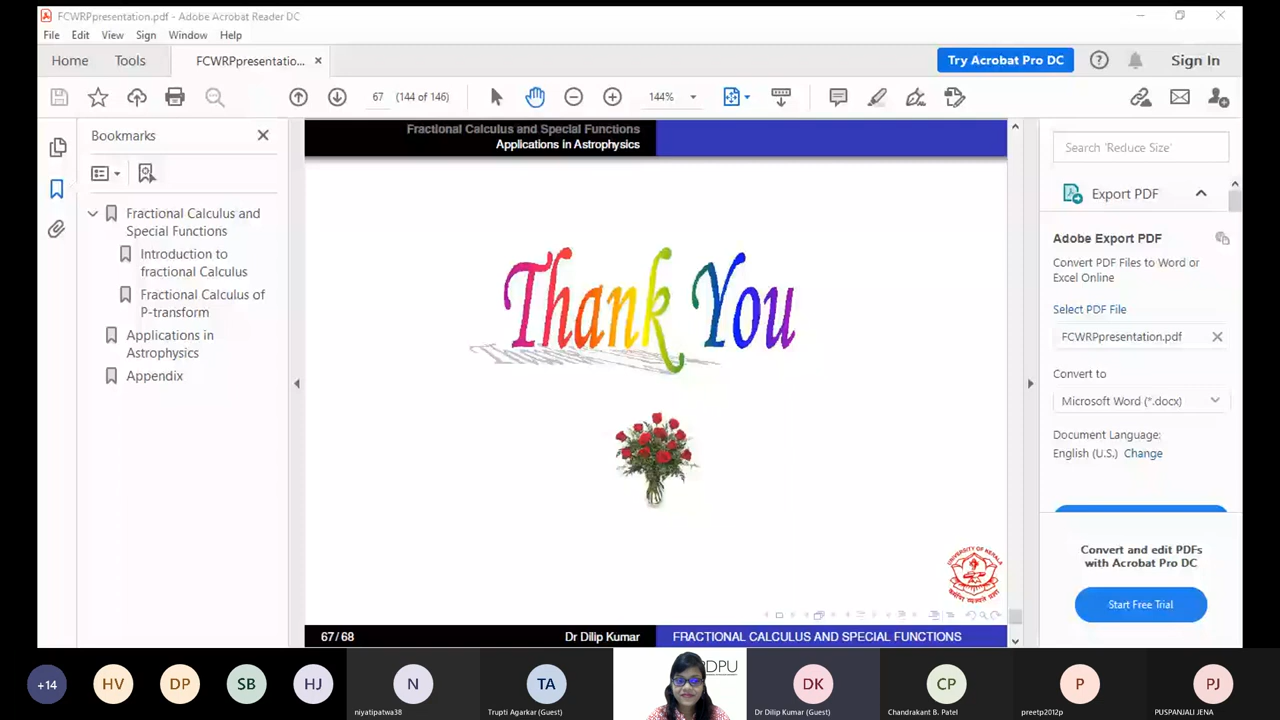 FCWRPpresentation.pdf - Adobe Acrobat Reader DC
File Edit View Sign Window Help
Home Tools FCWRPpresentatio... × Try Acrobat Pro DC Sign In
67 (144 of 146) 144%
Bookmarks
Fractional Calculus and
Special Functions
Introduction to
fractional Calculus
Fractional Calculus of
P-transform
Applications in
Astrophysics
Appendix
Fractional Calculus and Special Functions
Applications in Astrophysics
Thank You
UNIVERSITY OF KERALA
67/68 Dr Dilip Kumar FRACTIONAL CALCULUS AND SPECIAL FUNCTIONS
Search 'Reduce Size'
Export PDF
Adobe Export PDF
Convert PDF Files to Word or
Excel Online
Select PDF File
FCWRPpresentation.pdf
Convert to
Microsoft Word (*.docx)
Document Language:
English (U.S.) Change
Convert and edit PDFs
with Acrobat Pro DC
Start Free Trial
+14 HV DP SB HJ N TA DPU DK CP P PJ
niyatipatwa38 Trupti Agarkar (Guest) Dr Dilip Kumar (Guest) Chandrakant B. Patel preetp2012p PUSPANJALI JENA